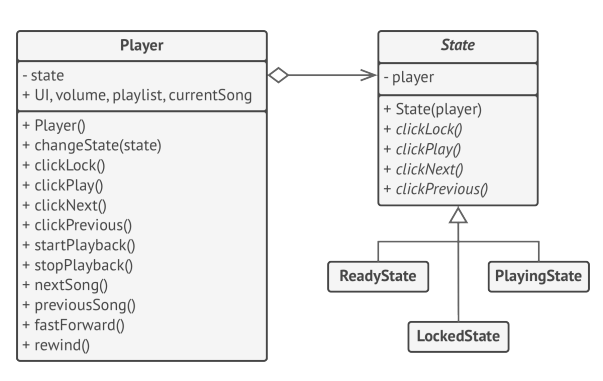 Player
- state
+ UI, volume, playlist, currentSong
+ Player()
+ changeState(state)
+ clickLock()
+ clickPlay()
+ clickNext()
+ clickPrevious()
+ startPlayback()
+ stopPlayback()
+ nextSong()
+ previousSong()
+ fastForward()
+ rewind()
State
- player
+ State(player)
+ clickLock()
+ clickPlay()
+ clickNext()
+ clickPrevious()
ReadyState
PlayingState
LockedState